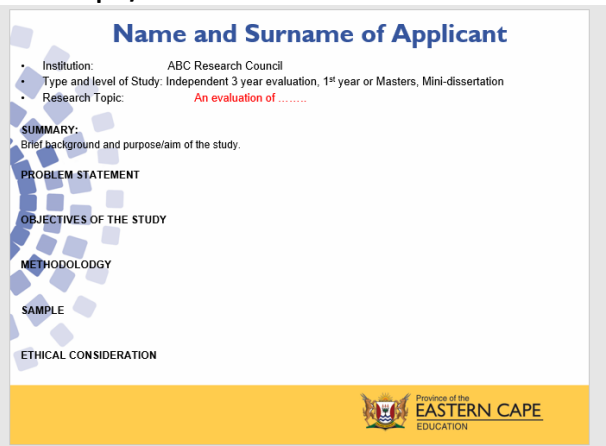 Name and Surname of Applicant
• Institution: ABC Research Council
• Type and level of Study: Independent 3 year evaluation, 1st year or Masters, Mini-dissertation
• Research Topic: An evaluation of ........
SUMMARY:
Brief background and purpose/aim of the study.
PROBLEM STATEMENT
OBJECTIVES OF THE STUDY
METHODOLODGY
SAMPLE
ETHICAL CONSIDERATION
Province of the
EASTERN CAPE
EDUCATION